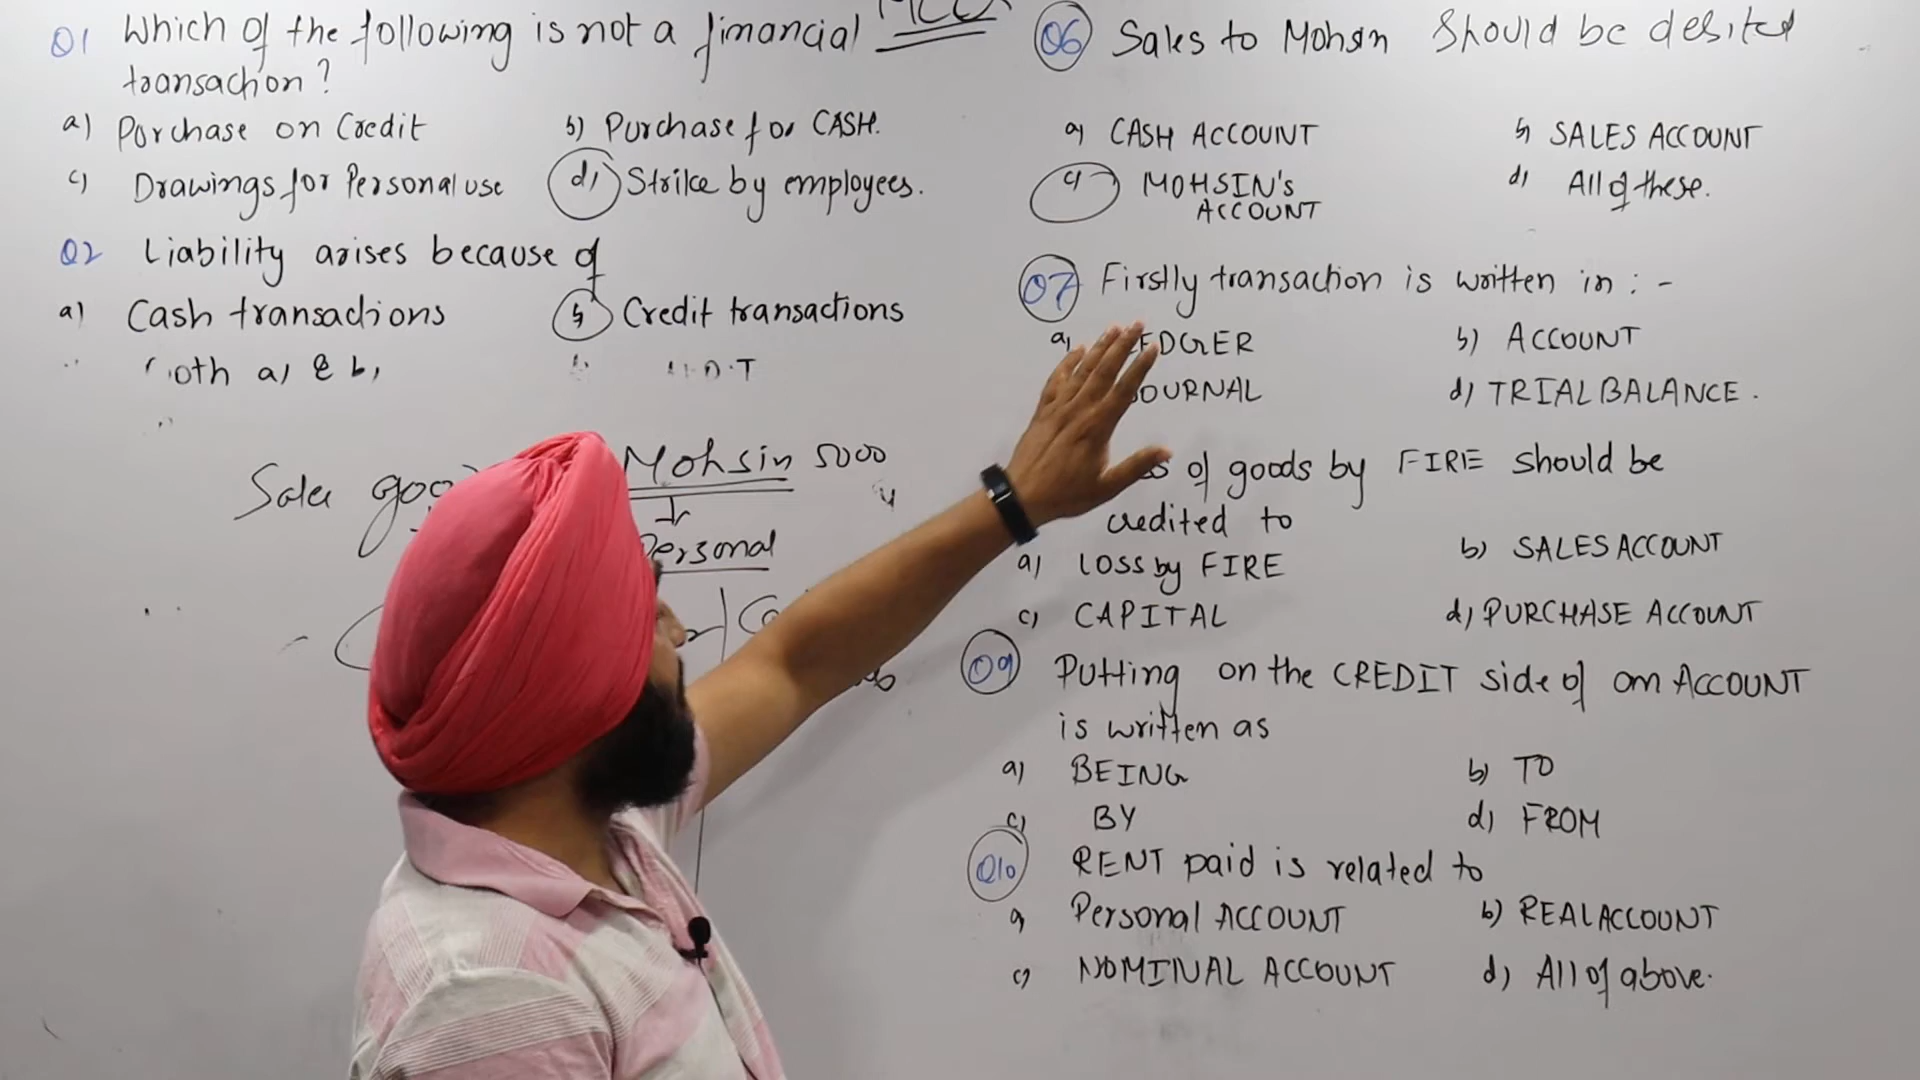 MCQ
Q1 Which of the following is not a financial
transaction?
a) Purchase on Credit b) Purchase for CASH.
c) Drawings for Personal use d) Strike by employees.
Q2 Liability arises because of
a) Cash transactions b) Credit transactions
both a) & b)
Sales Mohsin 5000
Personal
Q6 Sales to Mohsin should be debited
a) CASH ACCOUNT b) SALES ACCOUNT
c) MOHSIN's d) All of these.
ACCOUNT
Q7 Firstly transaction is written in :-
a) LEDGER b) ACCOUNT
JOURNAL d) TRIAL BALANCE.
of goods by FIRE should be
credited to
a) Loss by FIRE b) SALES ACCOUNT
c) CAPITAL d) PURCHASE ACCOUNT
Q9 Putting on the CREDIT side of an ACCOUNT
is written as
a) BEING b) TO
c) BY d) FROM
Q10 RENT paid is related to
a) Personal ACCOUNT b) REAL ACCOUNT
c) NOMINAL ACCOUNT d) All of above.